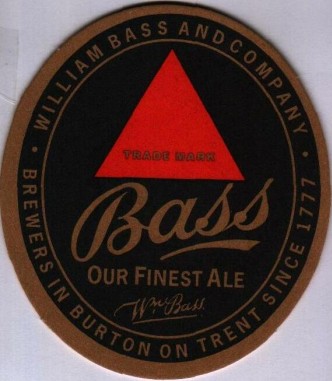 · WILLIAM BASS AND COMPANY ·
TRADE MARK
Bass
OUR FINEST ALE
Wm Bass
BREWERS IN BURTON ON TRENT SINCE 1777